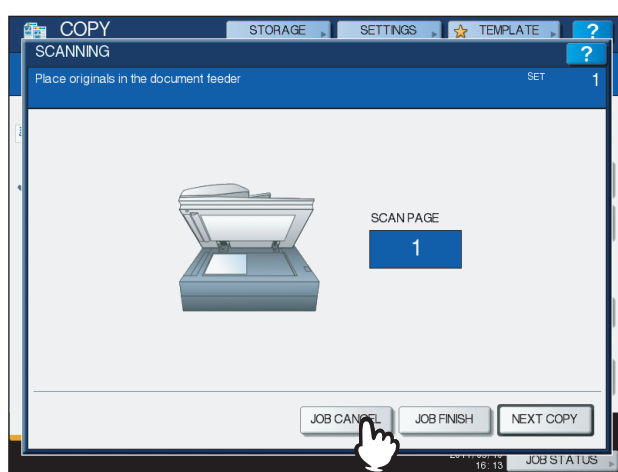 COPY
STORAGE
SETTINGS
TEMPLATE
?
SCANNING
?
Place originals in the document feeder
SET
1
SCAN PAGE
1
JOB CANCEL
JOB FINISH
NEXT COPY
16:13
JOB STATUS